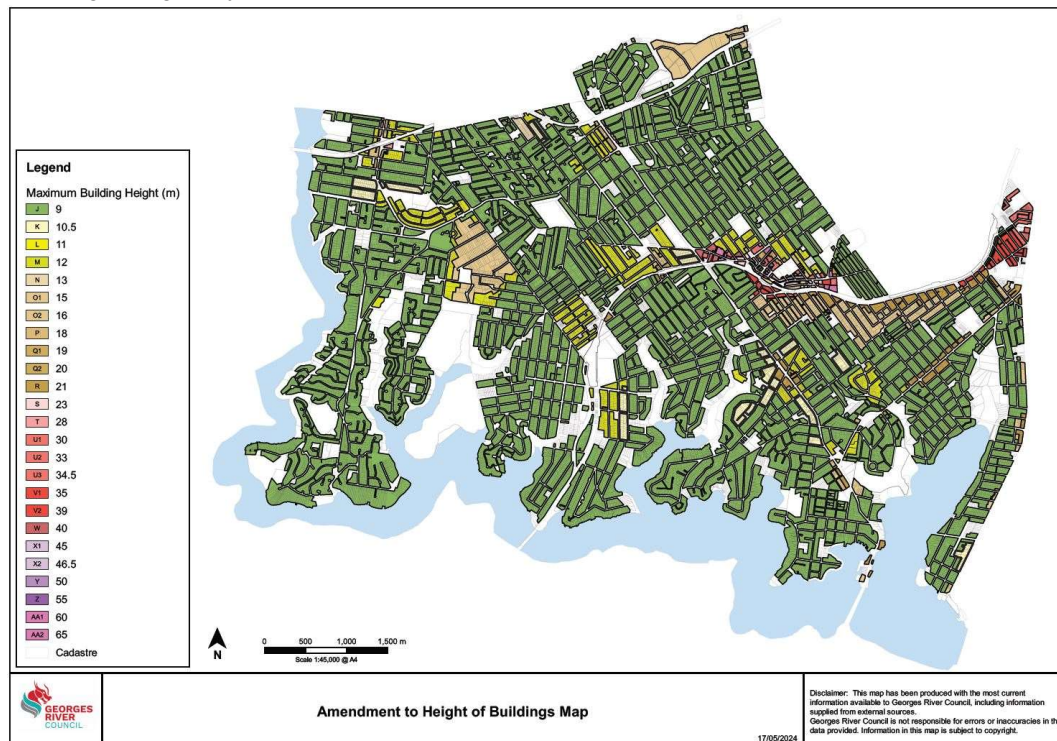 Legend
Maximum Building Height (m)
J 9
K 10.5
L 11
M 12
N 13
O1 15
O2 16
P 18
Q1 19
Q2 20
R 21
S 23
T 28
U1 30
U2 33
U3 34.5
V1 35
V2 39
W 40
X1 45
X2 46.5
Y 50
Z 55
AA1 60
AA2 65
Cadastre
N
0 500 1,000 1,500 m
Scale 1:45,000 @ A4
GEORGES
RIVER
COUNCIL
Amendment to Height of Buildings Map
17/05/2024
Disclaimer: This map has been produced with the most current
information available to Georges River Council, including information
supplied from external sources.
Georges River Council is not responsible for errors or inaccuracies in the
data provided. Information in this map is subject to copyright.